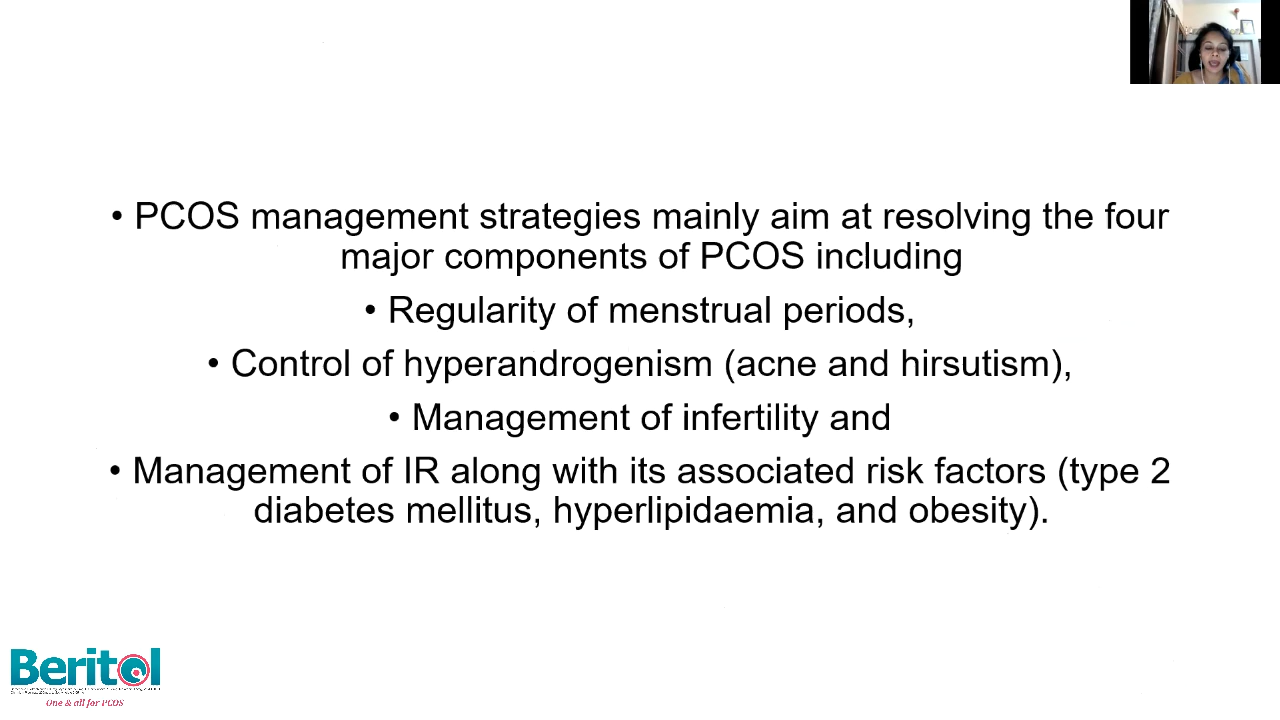 • PCOS management strategies mainly aim at resolving the four
major components of PCOS including
• Regularity of menstrual periods,
• Control of hyperandrogenism (acne and hirsutism),
• Management of infertility and
• Management of IR along with its associated risk factors (type 2
diabetes mellitus, hyperlipidaemia, and obesity).
Beritol
One & all for PCOS